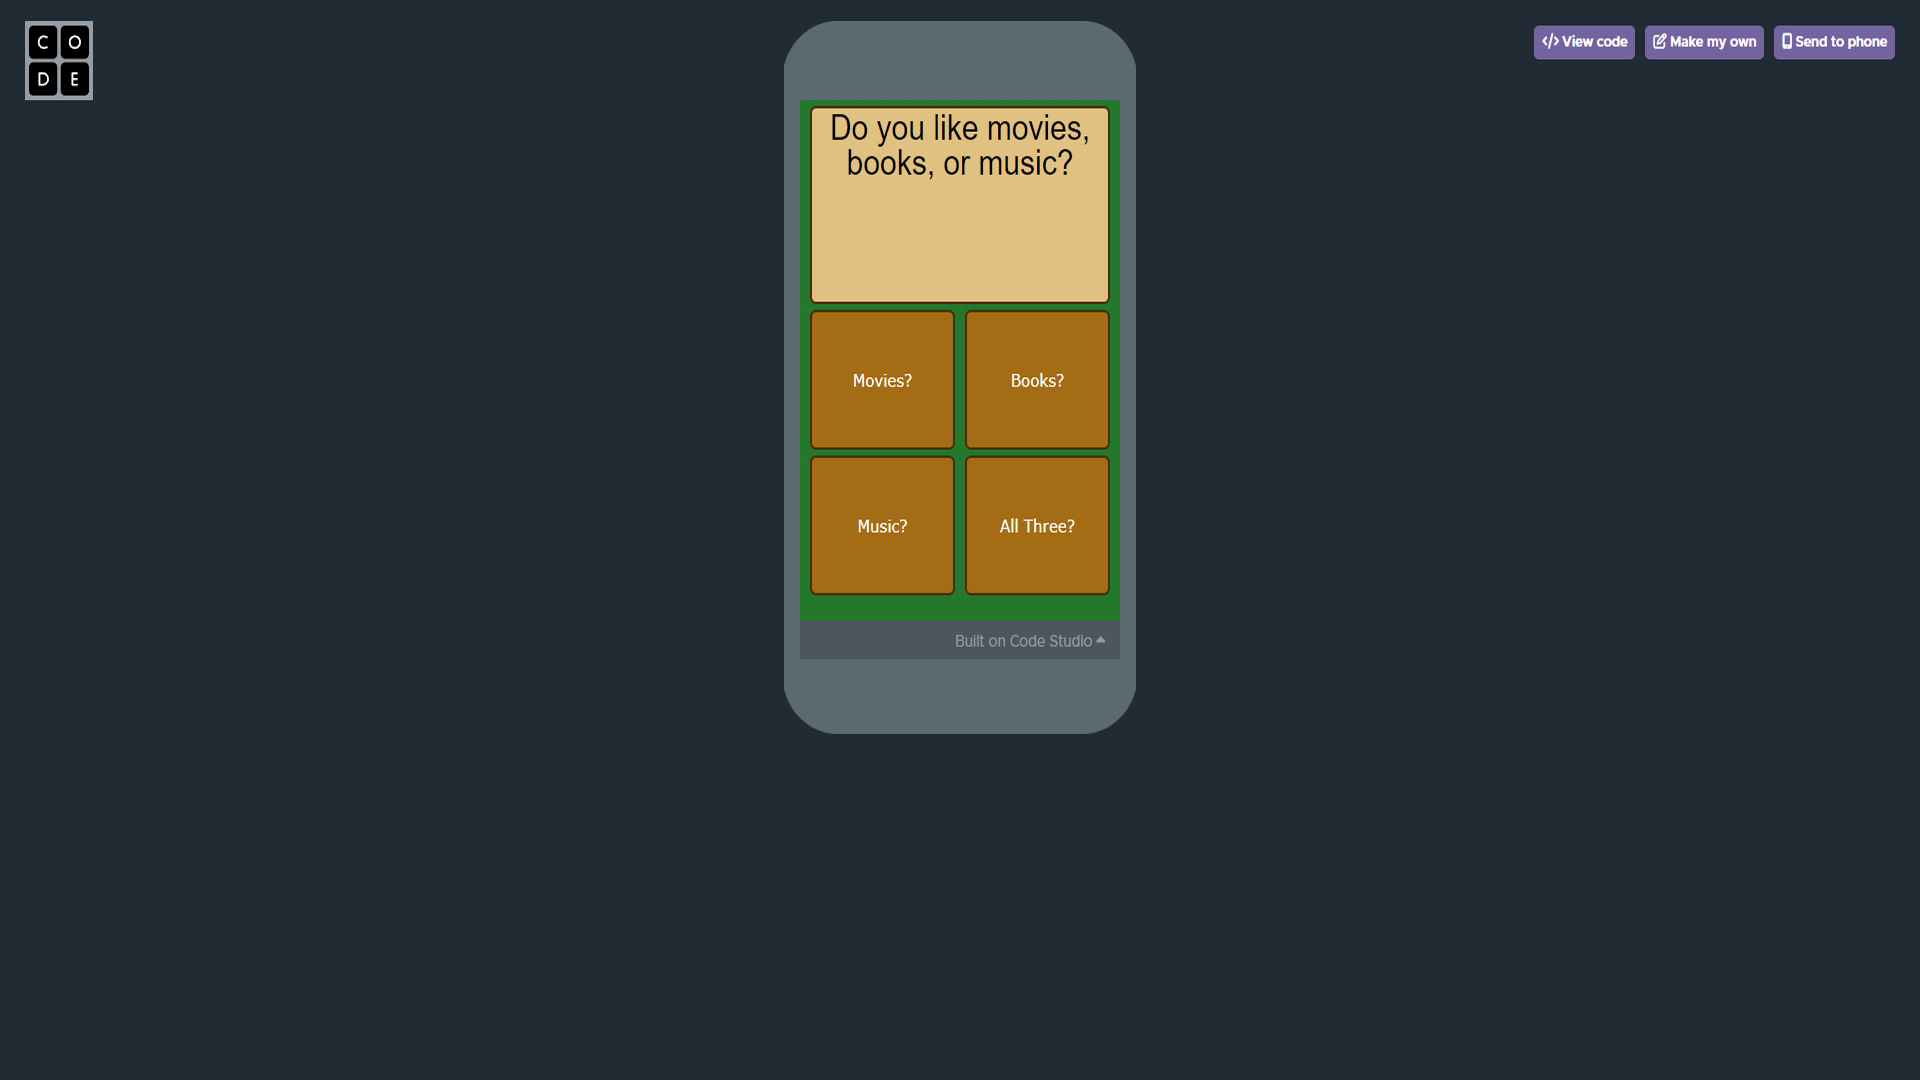 C O
D E
View code
Make my own
Send to phone
Do you like movies,
books, or music?
Movies?
Books?
Music?
All Three?
Built on Code Studio